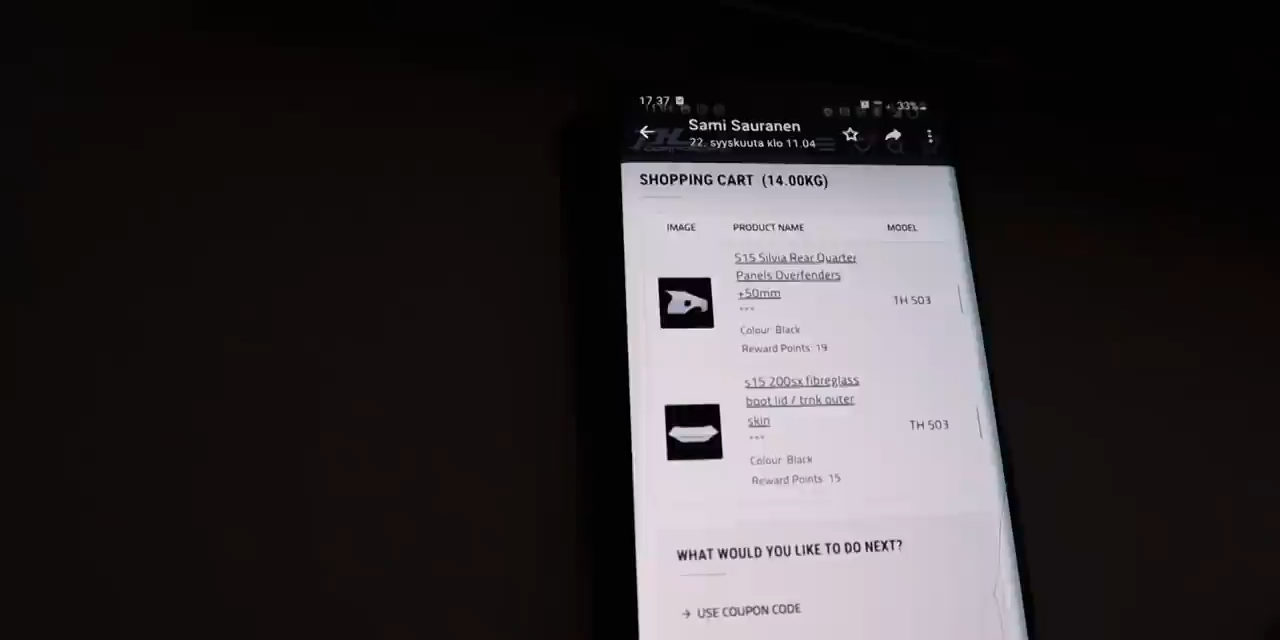 17.37
33%
Sami Sauranen
22. syyskuuta klo 11.04
SHOPPING CART (14.00KG)
IMAGE PRODUCT NAME MODEL
S15 Silvia Rear Quarter
Panels Overfenders
+50mm
***
TH 503
Colour: Black
Reward Points: 19
s15 200sx fibreglass
boot lid / trnk outer
skin
***
TH 503
Colour: Black
Reward Points: 15
WHAT WOULD YOU LIKE TO DO NEXT?
→ USE COUPON CODE